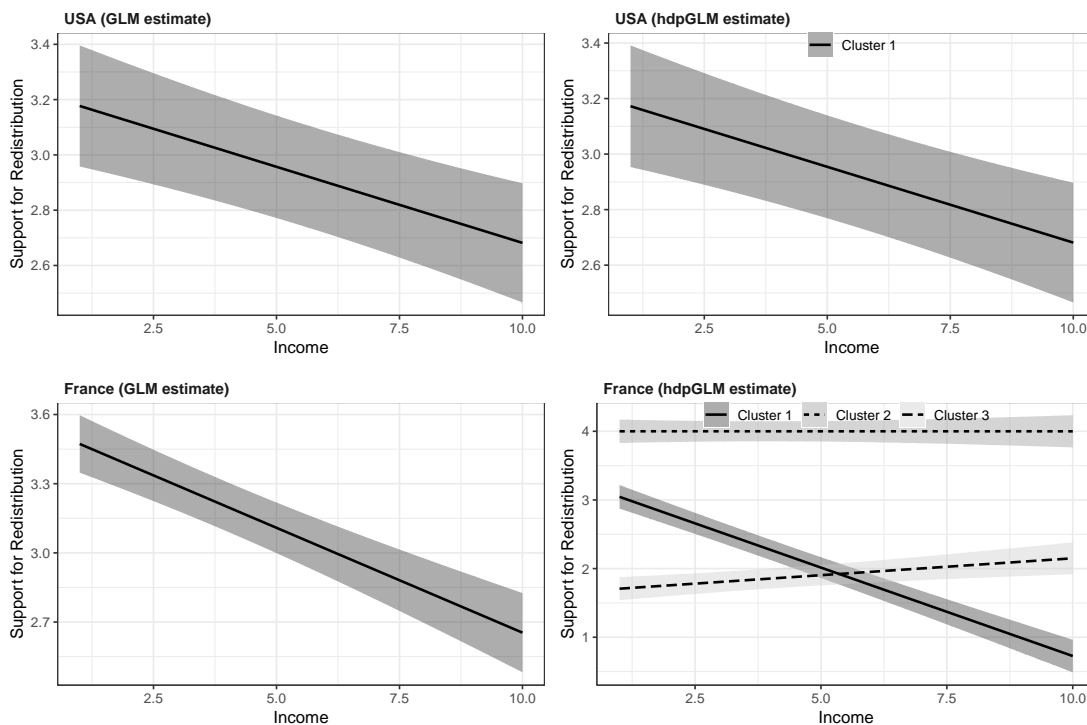 USA (GLM estimate)
3.4
3.2
3.0
2.8
2.6
Support for Redistribution
2.5 5.0 7.5 10.0
Income
USA (hdpGLM estimate)
Cluster 1
3.4
3.2
3.0
2.8
2.6
Support for Redistribution
2.5 5.0 7.5 10.0
Income
France (GLM estimate)
3.6
3.3
3.0
2.7
Support for Redistribution
2.5 5.0 7.5 10.0
Income
France (hdpGLM estimate)
Cluster 1 Cluster 2 Cluster 3
4
3
2
1
Support for Redistribution
2.5 5.0 7.5 10.0
Income